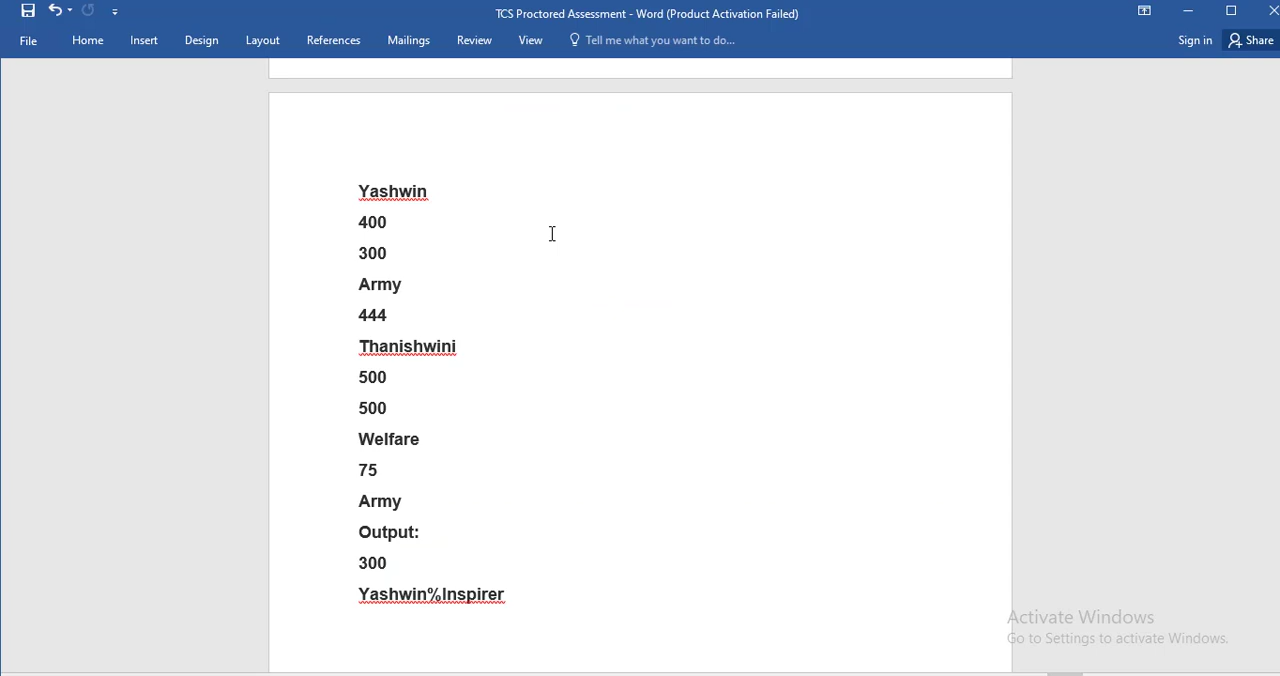 TCS Proctored Assessment - Word (Product Activation Failed)
File Home Insert Design Layout References Mailings Review View Tell me what you want to do... Sign in Share
Yashwin
400
300
Army
444
Thanishwini
500
500
Welfare
75
Army
Output:
300
Yashwin%Inspirer
Activate Windows
Go to Settings to activate Windows.